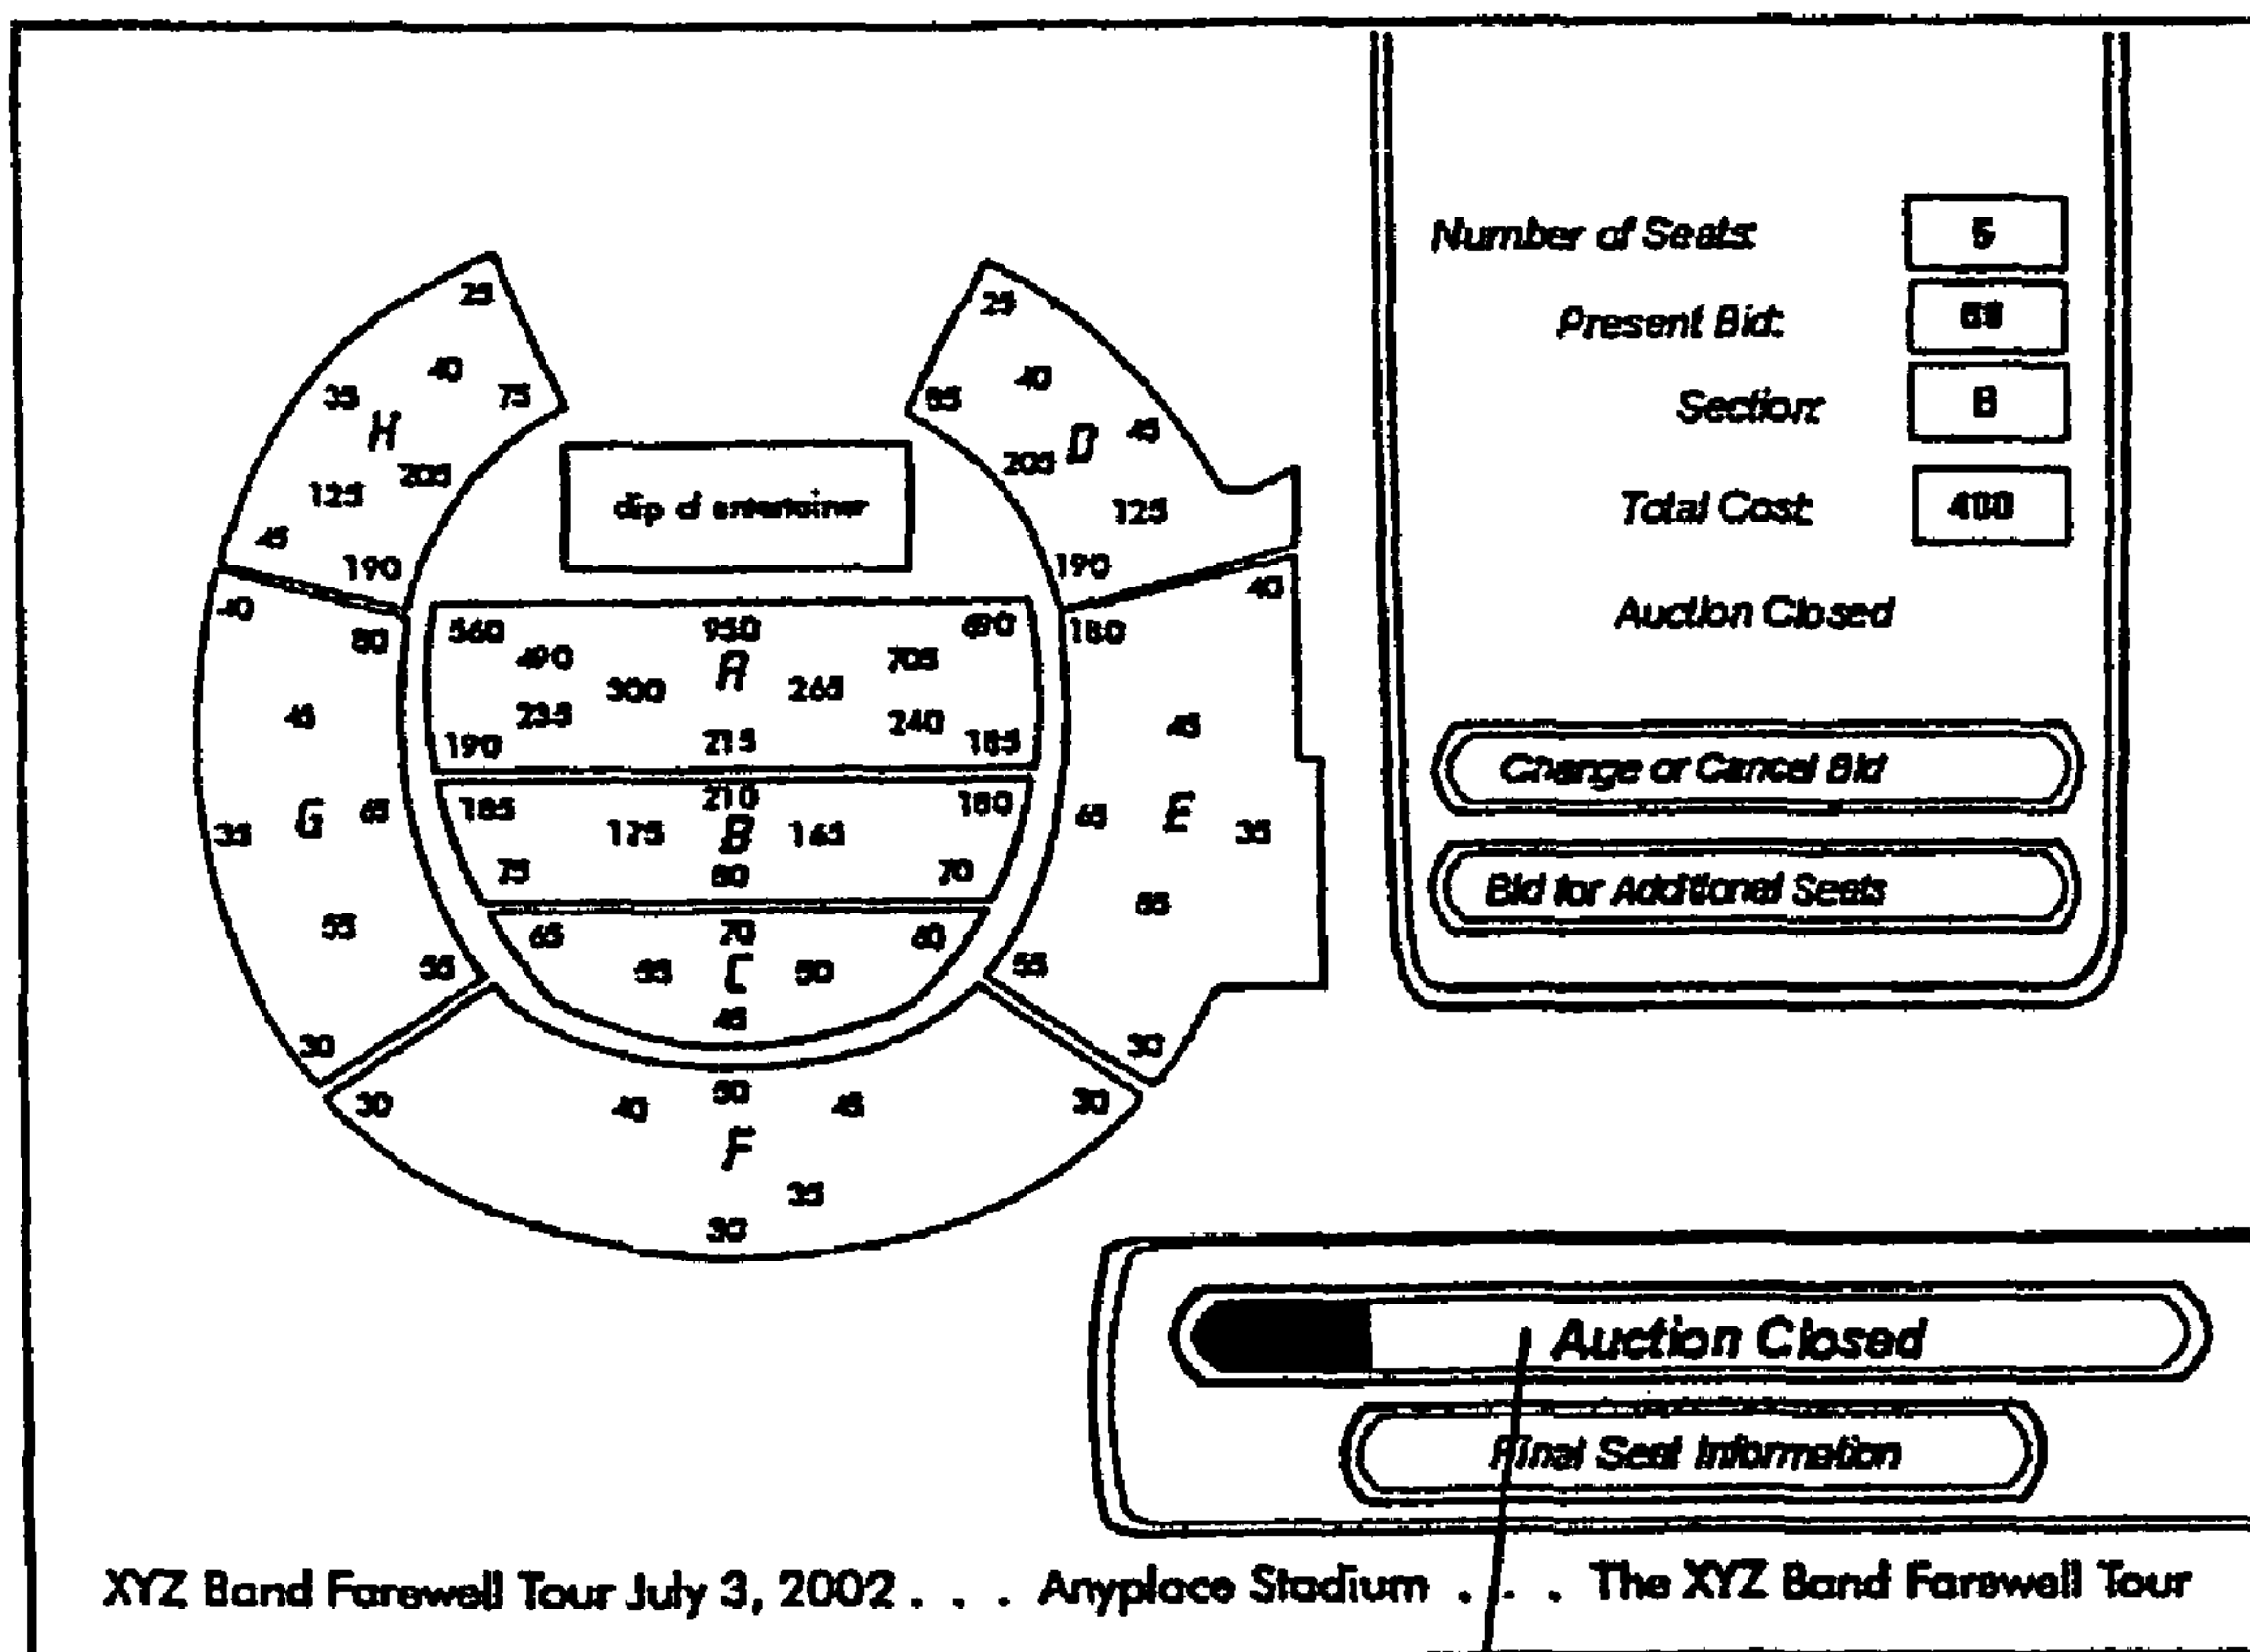 Number of Seats: 5
Present Bid:
Section: B
Total Cost: 400
Auction Closed
Change or Cancel Bid
Bid for Additional Seats
25
40
35
75
H
205
125
45
190
25
40
85
45
D
205
125
190
clip of entertainer
560 950 690
490 A 705
300 265
235 240
190 215 185
185 210 180
175 B 165
75 80 70
65 70 60
55 C 50
45
40
80
45
G 65
35
55
55
30
40
180
45
65 E 35
55
30
30 40 50 45 30
F
35
30
Auction Closed
Final Seat Information
XYZ Band Farewell Tour July 3, 2002 . . . Anyplace Stadium . . . The XYZ Band Farewell Tour